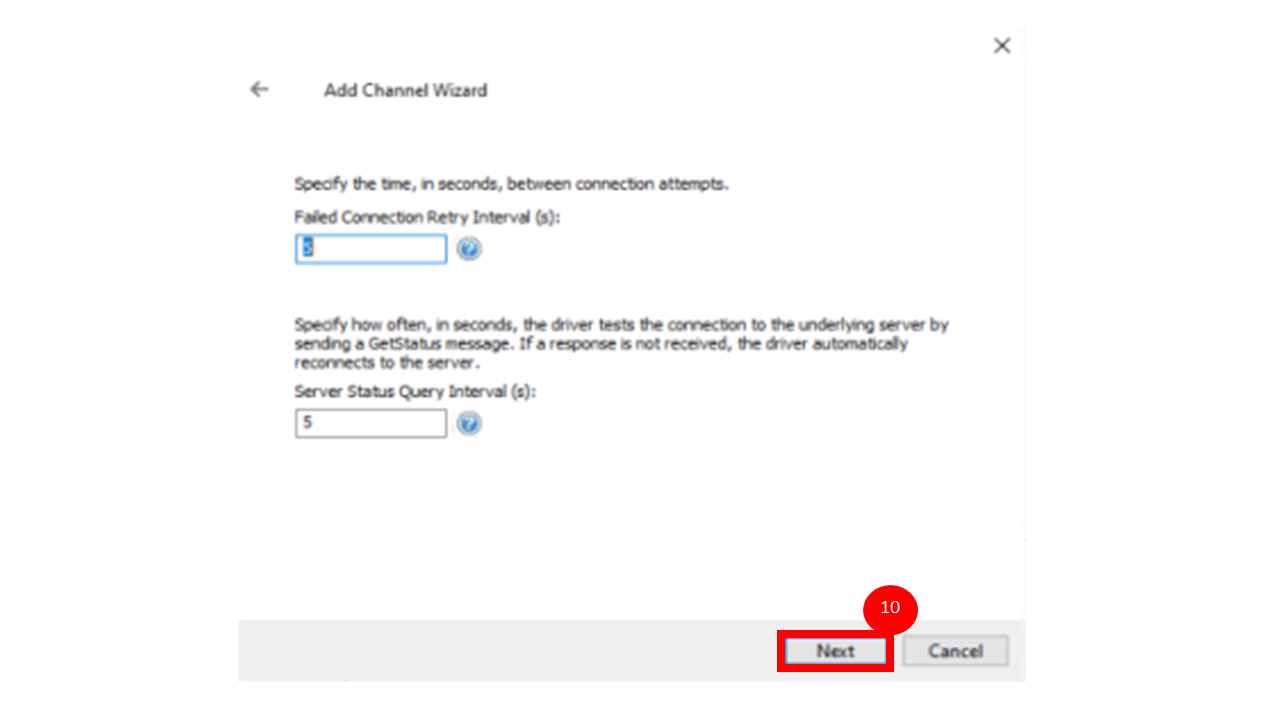 Add Channel Wizard
Specify the time, in seconds, between connection attempts.
Failed Connection Retry Interval (s):
5
Specify how often, in seconds, the driver tests the connection to the underlying server by
sending a GetStatus message. If a response is not received, the driver automatically
reconnects to the server.
Server Status Query Interval (s):
5
10
Next
Cancel